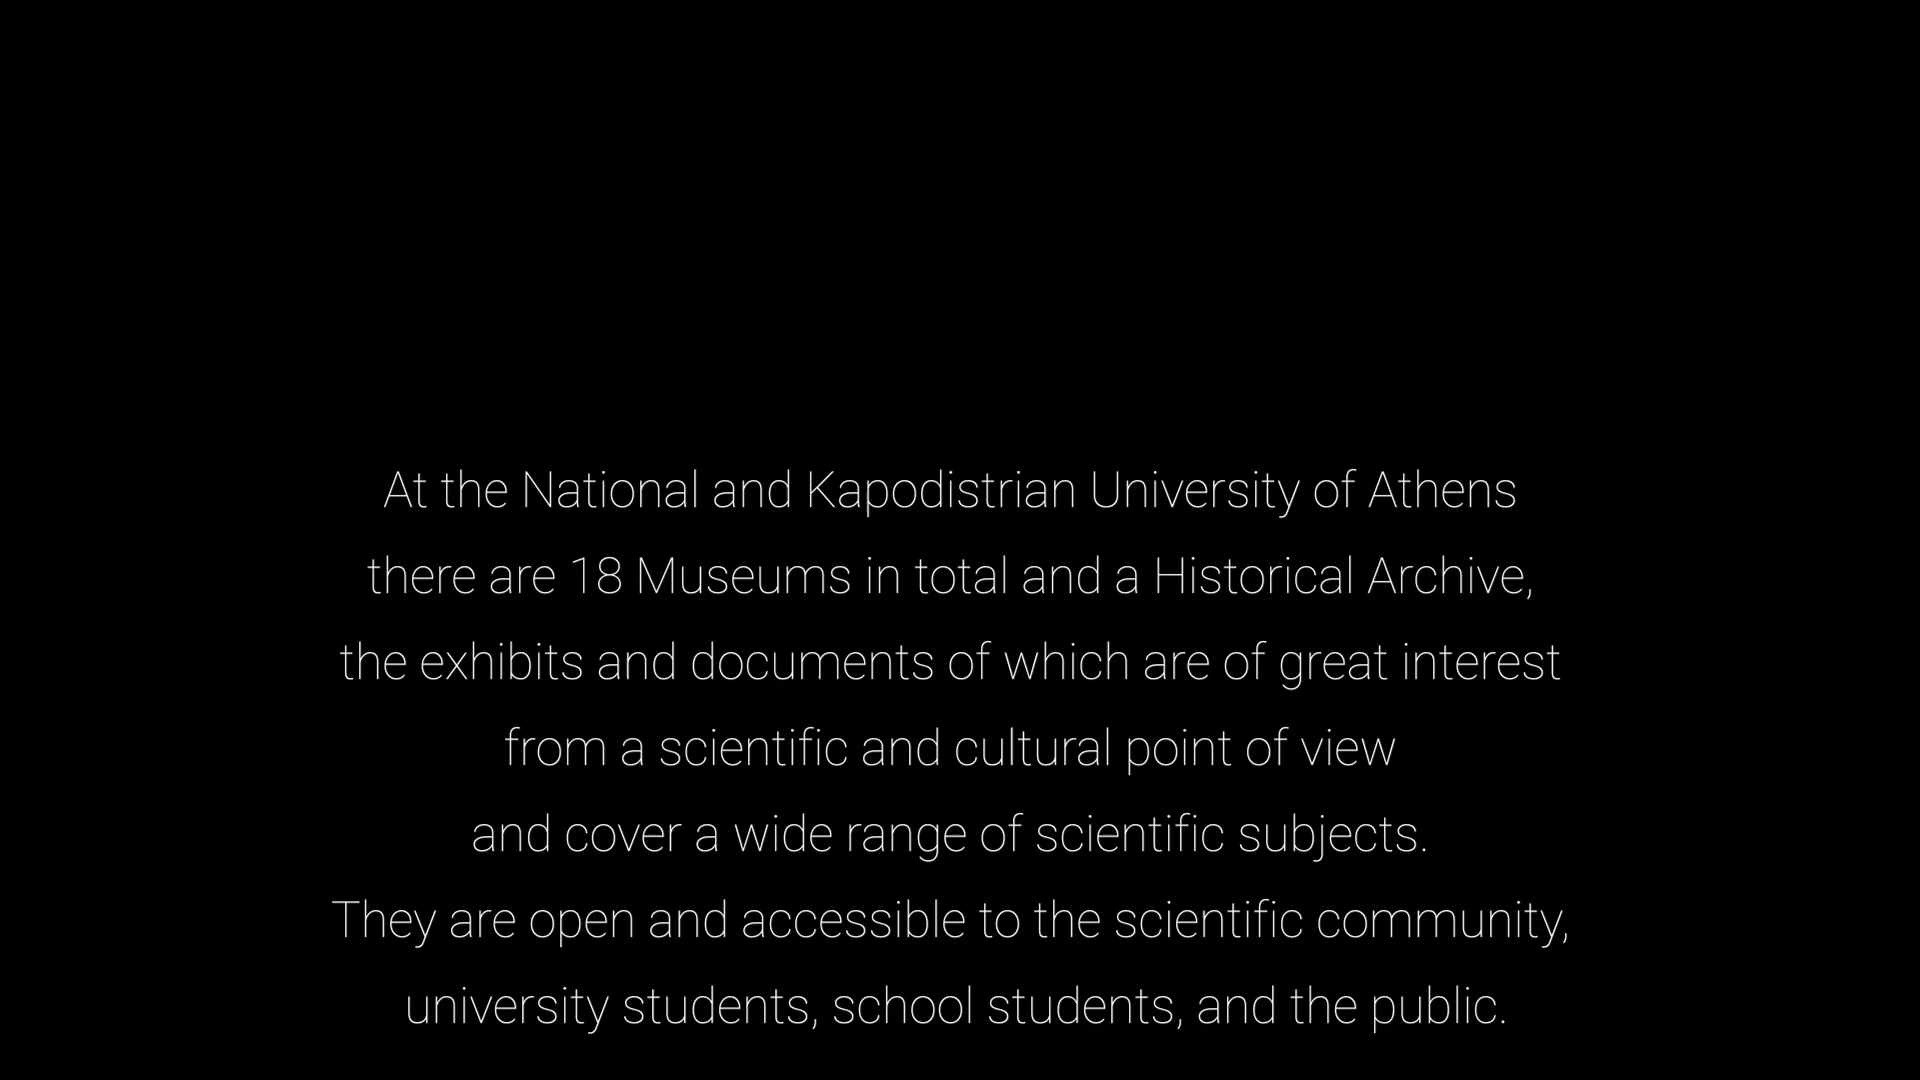 At the National and Kapodistrian University of Athens
there are 18 Museums in total and a Historical Archive,
the exhibits and documents of which are of great interest
from a scientific and cultural point of view
and cover a wide range of scientific subjects.
They are open and accessible to the scientific community,
university students, school students, and the public.